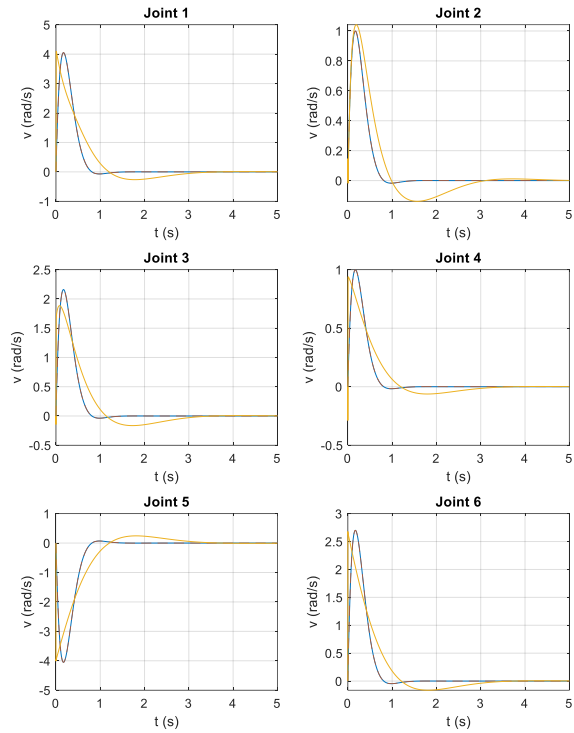 Joint 1
5
4
3
2
1
0
-1
v (rad/s)
0 1 2 3 4 5
t (s)
Joint 2
1
0.8
0.6
0.4
0.2
0
v (rad/s)
0 1 2 3 4 5
t (s)
Joint 3
2.5
2
1.5
1
0.5
0
-0.5
v (rad/s)
0 1 2 3 4 5
t (s)
Joint 4
1
0.5
0
-0.5
v (rad/s)
0 1 2 3 4 5
t (s)
Joint 5
1
0
-1
-2
-3
-4
-5
v (rad/s)
0 1 2 3 4 5
t (s)
Joint 6
3
2.5
2
1.5
1
0.5
0
v (rad/s)
0 1 2 3 4 5
t (s)